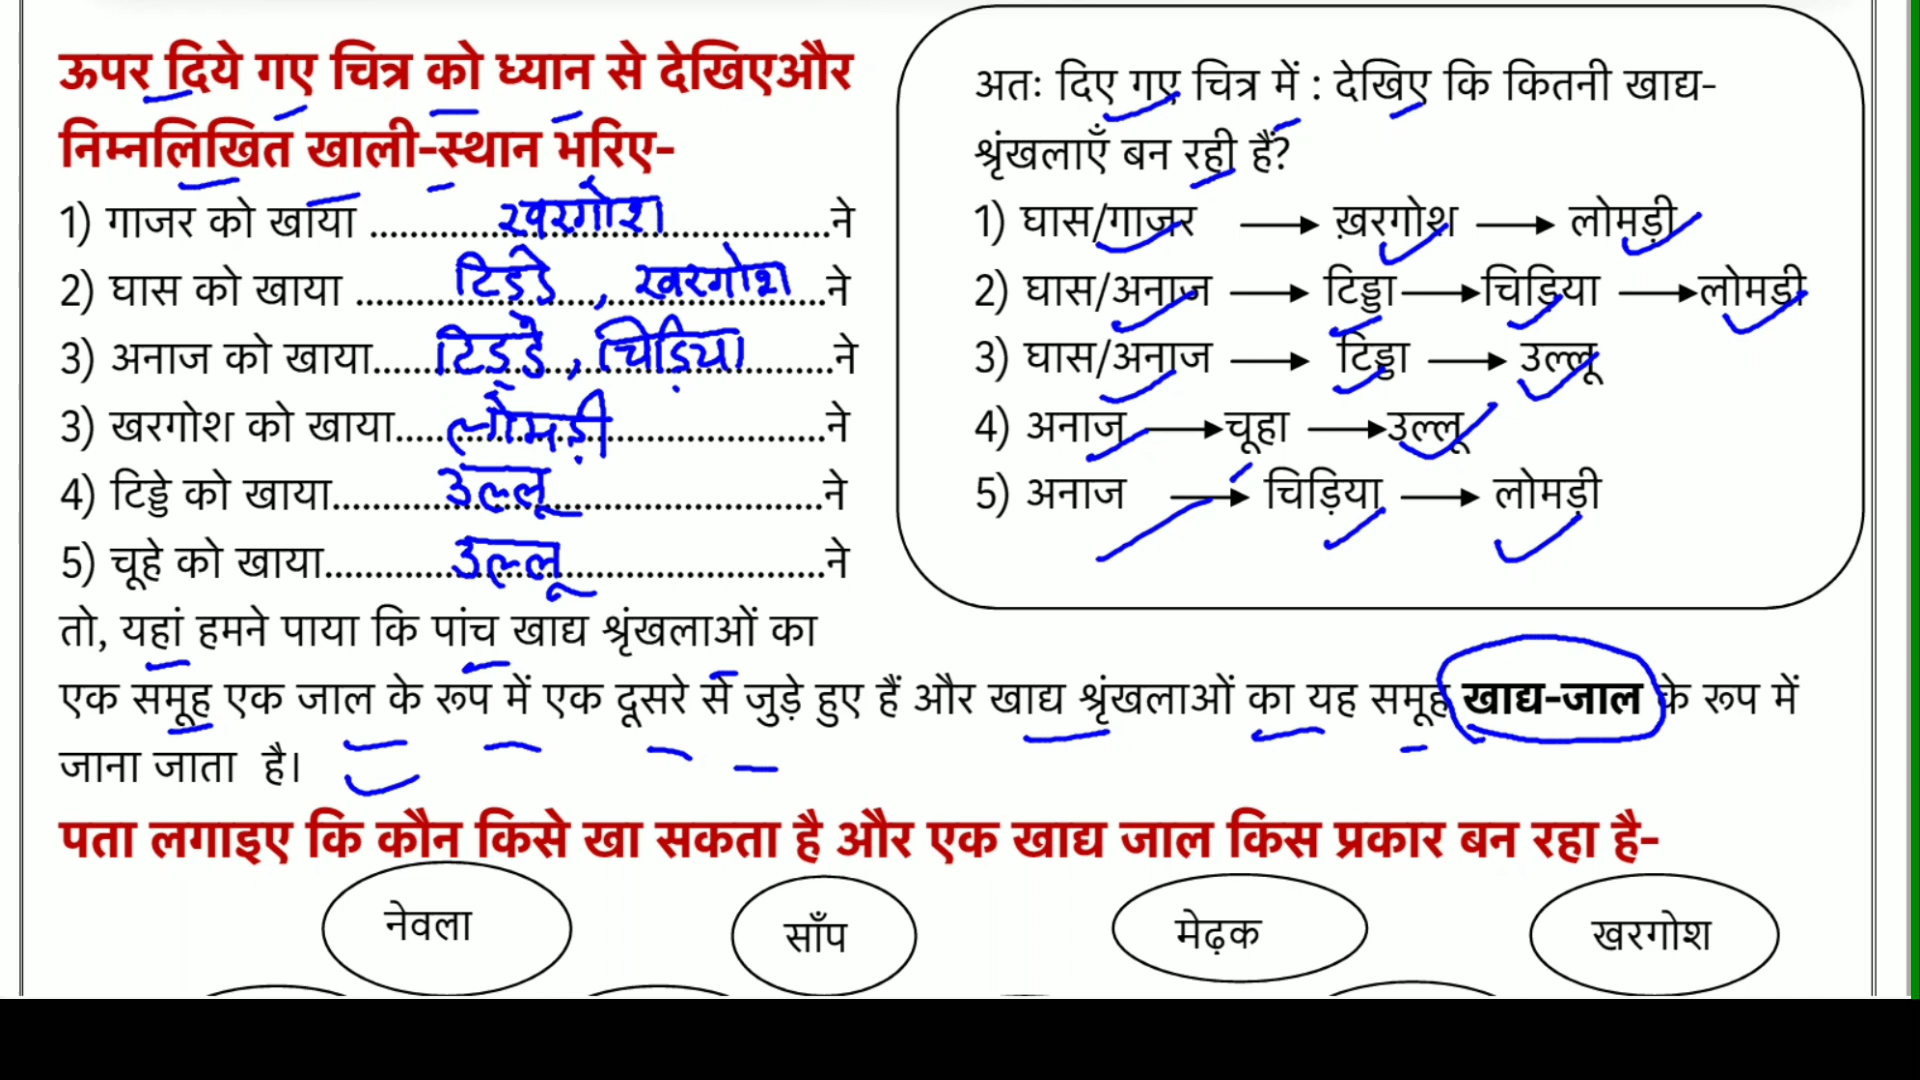 ऊपर दिये गए चित्र को ध्यान से देखिएऔर
निम्नलिखित खाली-स्थान भरिए-
1) गाजर को खाया ........खरगोश........ने
2) घास को खाया ........टिड्डे , खरगोश........ने
3) अनाज को खाया........टिड्डे , चिड़िया........ने
3) खरगोश को खाया........लोमड़ी........ने
4) टिड्डे को खाया........उल्लू........ने
5) चूहे को खाया........उल्लू........ने
अतः दिए गए चित्र में : देखिए कि कितनी खाद्य-
श्रृंखलाएँ बन रही हैं?
1) घास/गाजर → ख़रगोश → लोमड़ी
2) घास/अनाज → टिड्डा → चिड़िया → लोमड़ी
3) घास/अनाज → टिड्डा → उल्लू
4) अनाज → चूहा → उल्लू
5) अनाज → चिड़िया → लोमड़ी
तो, यहां हमने पाया कि पांच खाद्य श्रृंखलाओं का
एक समूह एक जाल के रूप में एक दूसरे से जुड़े हुए हैं और खाद्य श्रृंखलाओं का यह समूह खाद्य-जाल के रूप में
जाना जाता है।
पता लगाइए कि कौन किसे खा सकता है और एक खाद्य जाल किस प्रकार बन रहा है-
नेवला साँप मेढ़क खरगोश